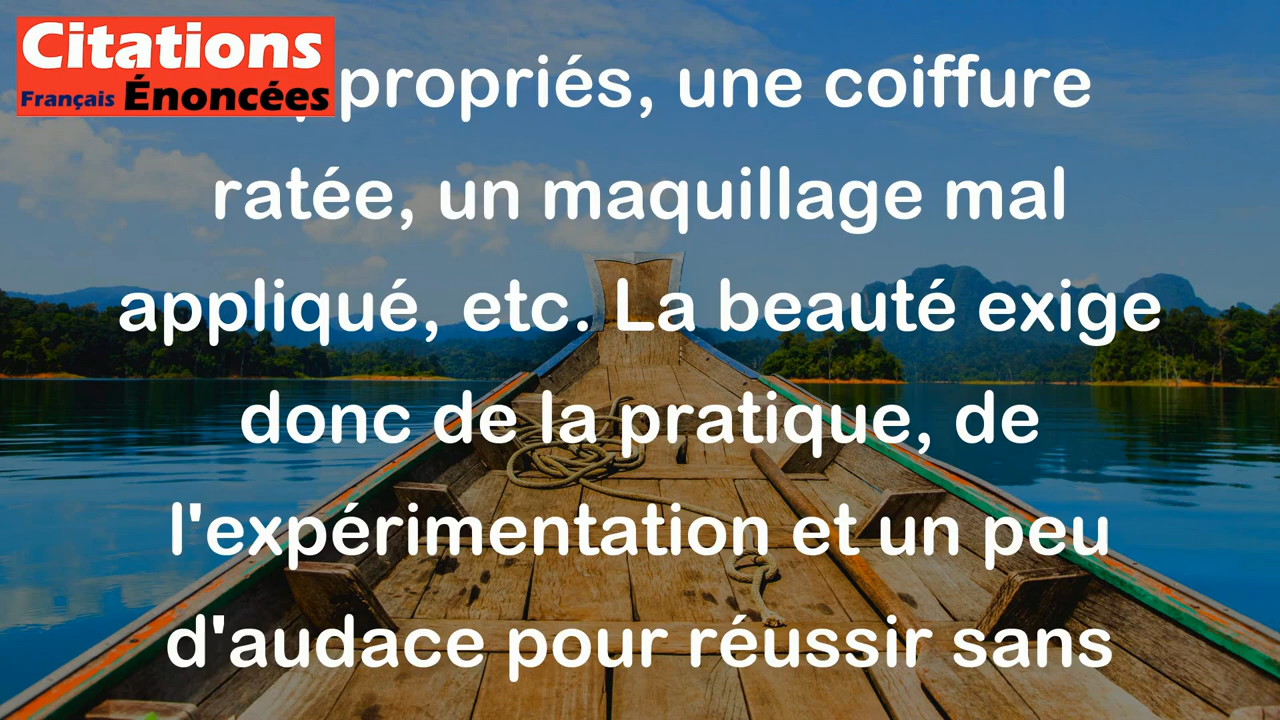 Citations
Français Énoncées
propriés, une coiffure
ratée, un maquillage mal
appliqué, etc. La beauté exige
donc de la pratique, de
l'expérimentation et un peu
d'audace pour réussir sans